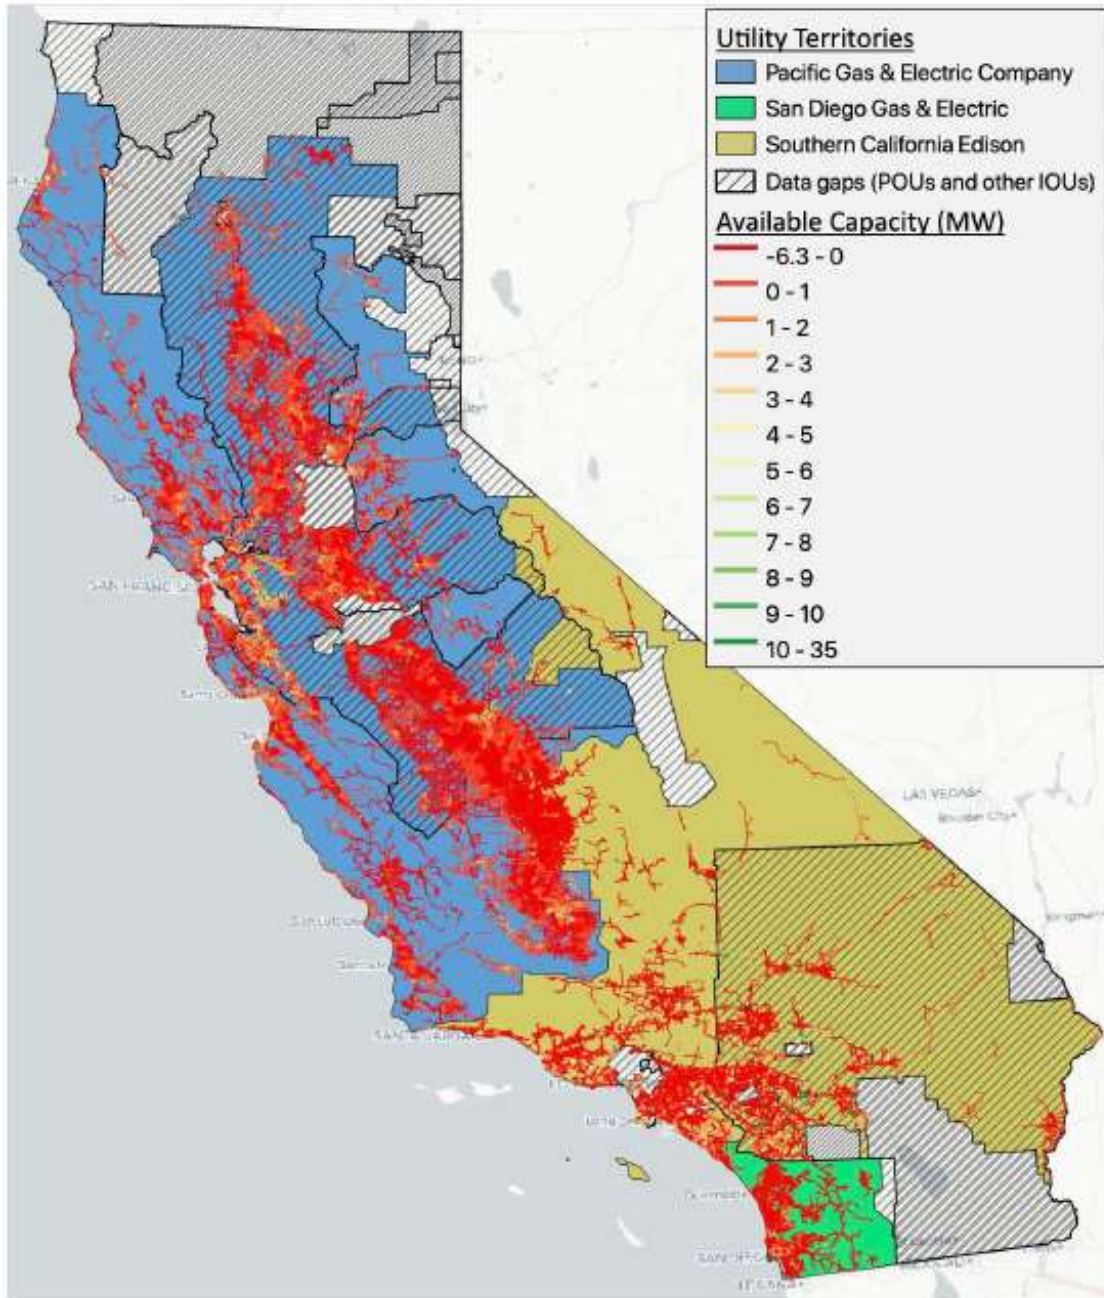 Utility Territories
Pacific Gas & Electric Company
San Diego Gas & Electric
Southern California Edison
Data gaps (POUs and other IOUs)
Available Capacity (MW)
-6.3 - 0
0 - 1
1 - 2
2 - 3
3 - 4
4 - 5
5 - 6
6 - 7
7 - 8
8 - 9
9 - 10
10 - 35
LAS VEGAS